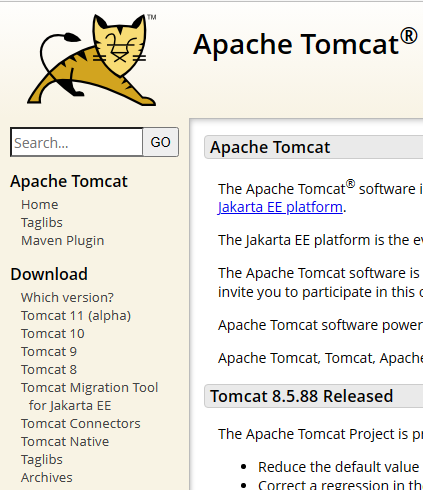 TM
Apache Tomcat®
Search...
GO
Apache Tomcat
Home
Taglibs
Maven Plugin
Download
Which version?
Tomcat 11 (alpha)
Tomcat 10
Tomcat 9
Tomcat 8
Tomcat Migration Tool
for Jakarta EE
Tomcat Connectors
Tomcat Native
Taglibs
Archives
Apache Tomcat
The Apache Tomcat® software i
Jakarta EE platform.
The Jakarta EE platform is the ev
The Apache Tomcat software is
invite you to participate in this
Apache Tomcat software power
Apache Tomcat, Tomcat, Apache
Tomcat 8.5.88 Released
The Apache Tomcat Project is pr
Reduce the default value
Correct a regression in the